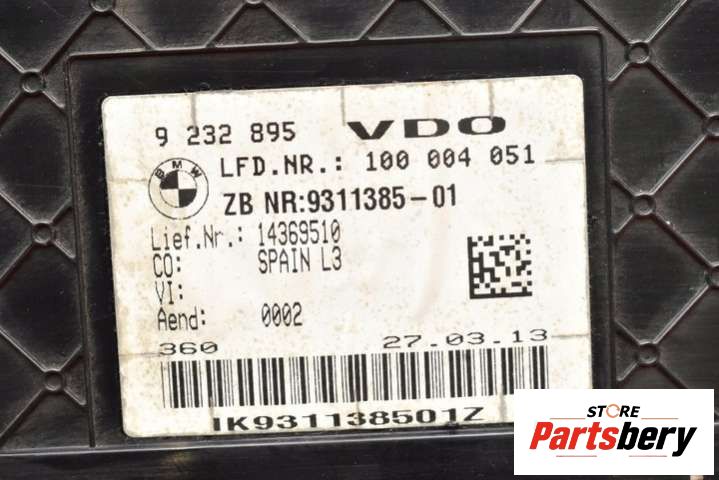 9 232 895 VDO
BMW
LFD.NR.: 100 004 051
ZB NR:9311385-01
Lief.Nr.: 14369510
CO: SPAIN L3
VI:
Aend: 0002
360 27.03.13
IK931138501Z
STORE
Partsbery